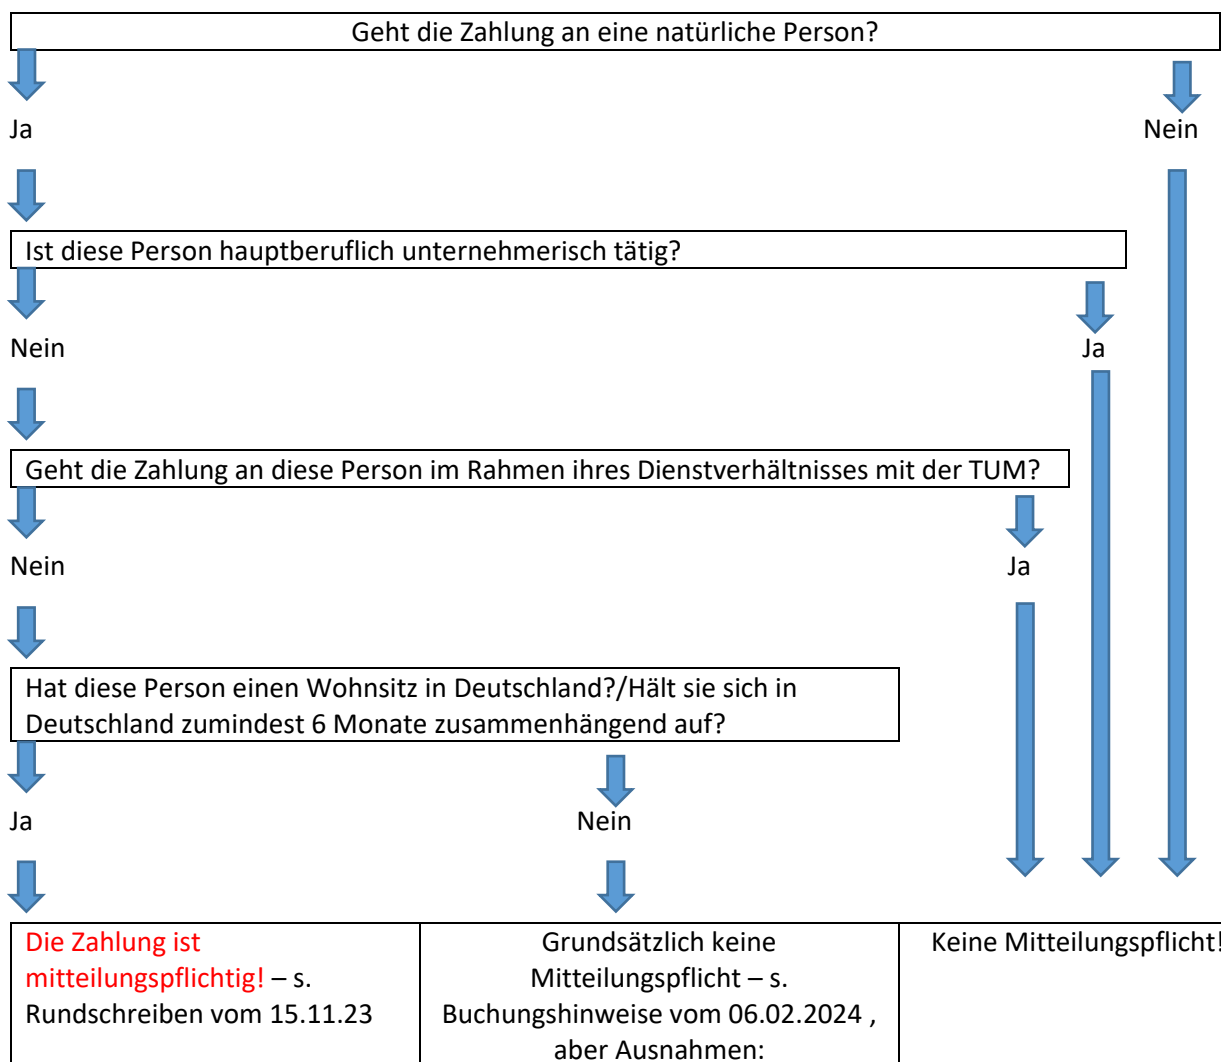 Geht die Zahlung an eine natürliche Person?
Ja
Nein
Ist diese Person hauptberuflich unternehmerisch tätig?
Nein
Ja
Geht die Zahlung an diese Person im Rahmen ihres Dienstverhältnisses mit der TUM?
Nein
Ja
Hat diese Person einen Wohnsitz in Deutschland?/Hält sie sich in
Deutschland zumindest 6 Monate zusammenhängend auf?
Ja
Nein
Die Zahlung ist
mitteilungspflichtig! – s.
Rundschreiben vom 15.11.23
Grundsätzlich keine
Mitteilungspflicht – s.
Buchungshinweise vom 06.02.2024 ,
aber Ausnahmen:
Keine Mitteilungspflicht!